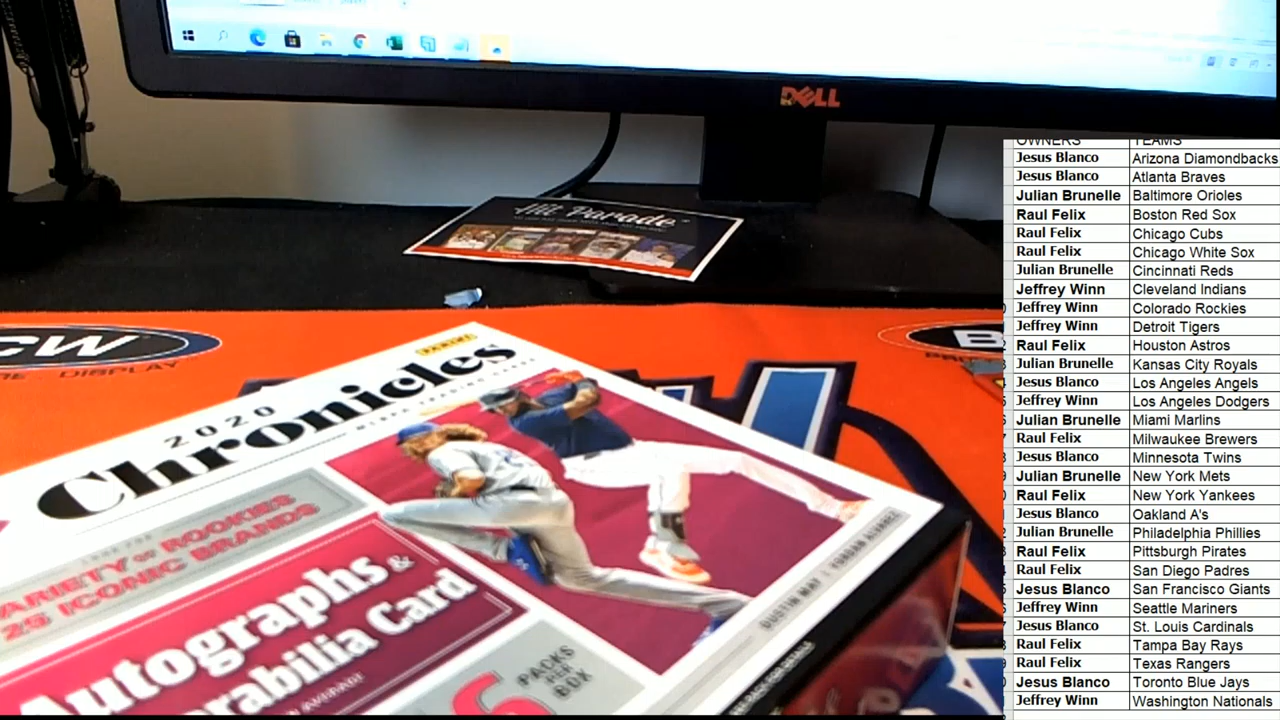 DELL
Hit Parade
OWNERS TEAMS
Jesus Blanco Arizona Diamondbacks
Jesus Blanco Atlanta Braves
Julian Brunelle Baltimore Orioles
Raul Felix Boston Red Sox
Raul Felix Chicago Cubs
Raul Felix Chicago White Sox
Julian Brunelle Cincinnati Reds
Jeffrey Winn Cleveland Indians
Jeffrey Winn Colorado Rockies
Jeffrey Winn Detroit Tigers
Raul Felix Houston Astros
Julian Brunelle Kansas City Royals
Jesus Blanco Los Angeles Angels
Jeffrey Winn Los Angeles Dodgers
Julian Brunelle Miami Marlins
Raul Felix Milwaukee Brewers
Jesus Blanco Minnesota Twins
Julian Brunelle New York Mets
Raul Felix New York Yankees
Jesus Blanco Oakland A's
Julian Brunelle Philadelphia Phillies
Raul Felix Pittsburgh Pirates
Raul Felix San Diego Padres
Jesus Blanco San Francisco Giants
Jeffrey Winn Seattle Mariners
Jesus Blanco St. Louis Cardinals
Raul Felix Tampa Bay Rays
Raul Felix Texas Rangers
Jesus Blanco Toronto Blue Jays
Jeffrey Winn Washington Nationals
CW
DISPLAY
PANINI
2020
Chronicles
VARIETY OF ROOKIES
25 ICONIC BRANDS
Autographs &
rabilia Card
6 PACKS
PER
BOX
DUSTIN MAY / YORDAN ALVAREZ